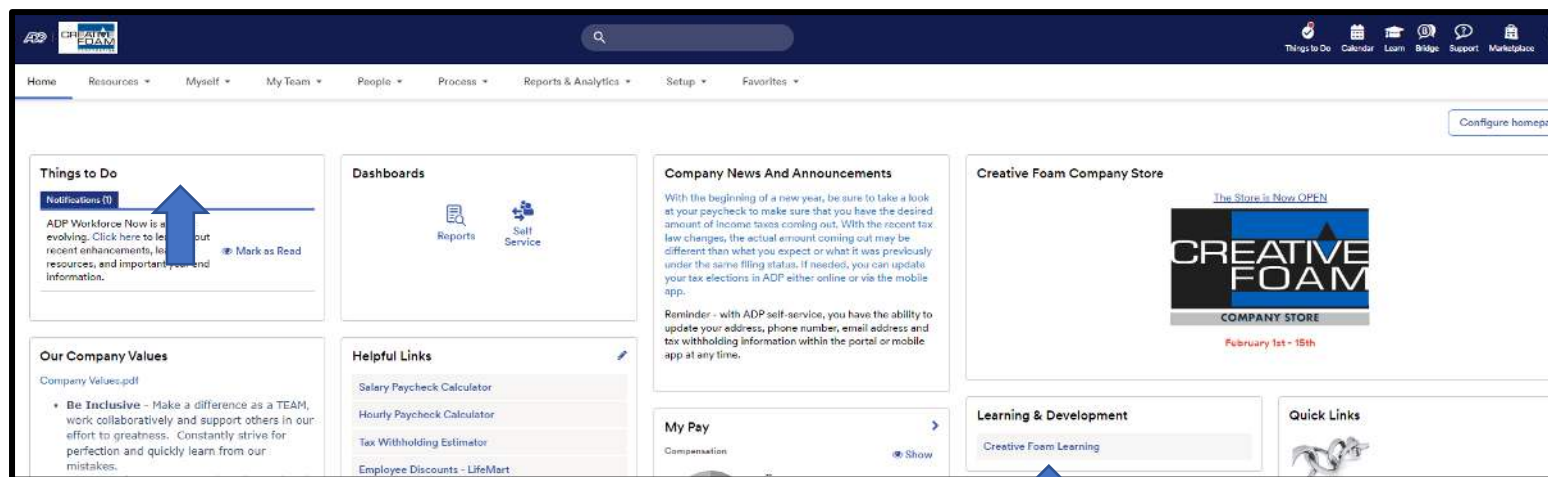 ADP
CREATIVE
FOAM
CORPORATION
Things to Do
Calendar
Learn
Bridge
Support
Marketplace
Home
Resources
Myself
My Team
People
Process
Reports & Analytics
Setup
Favorites
Configure homepa
Things to Do
Notifications (1)
ADP Workforce Now is a
evolving. Click here to le out
recent enhancements, lea
resources, and important end
information.
Mark as Read
Dashboards
Reports
Self
Service
Company News And Announcements
With the beginning of a new year, be sure to take a look
at your paycheck to make sure that you have the desired
amount of income taxes coming out. With the recent tax
law changes, the actual amount coming out may be
different than what you expect or what it was previously
under the same filing status. If needed, you can update
your tax elections in ADP either online or via the mobile
app.
Reminder - with ADP self-service, you have the ability to
update your address, phone number, email address and
tax withholding information within the portal or mobile
app at any time.
Creative Foam Company Store
The Store is Now OPEN
CREATIVE
FOAM
COMPANY STORE
February 1st - 15th
Our Company Values
Company Values.pdf
• Be Inclusive - Make a difference as a TEAM,
work collaboratively and support others in our
effort to greatness. Constantly strive for
perfection and quickly learn from our
mistakes.
Helpful Links
Salary Paycheck Calculator
Hourly Paycheck Calculator
Tax Withholding Estimator
Employee Discounts - LifeMart
My Pay
Compensation
Show
Learning & Development
Creative Foam Learning
Quick Links